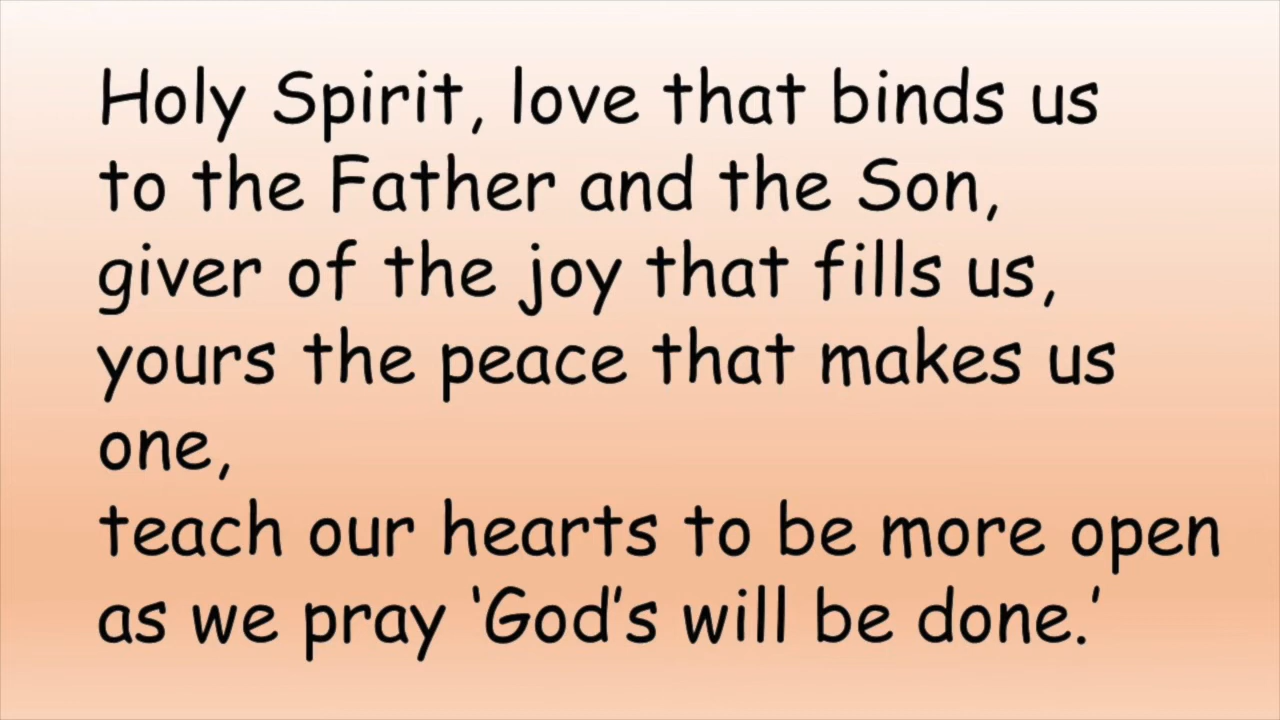 Holy Spirit, love that binds us
to the Father and the Son,
giver of the joy that fills us,
yours the peace that makes us
one,
teach our hearts to be more open
as we pray ‘God’s will be done.’